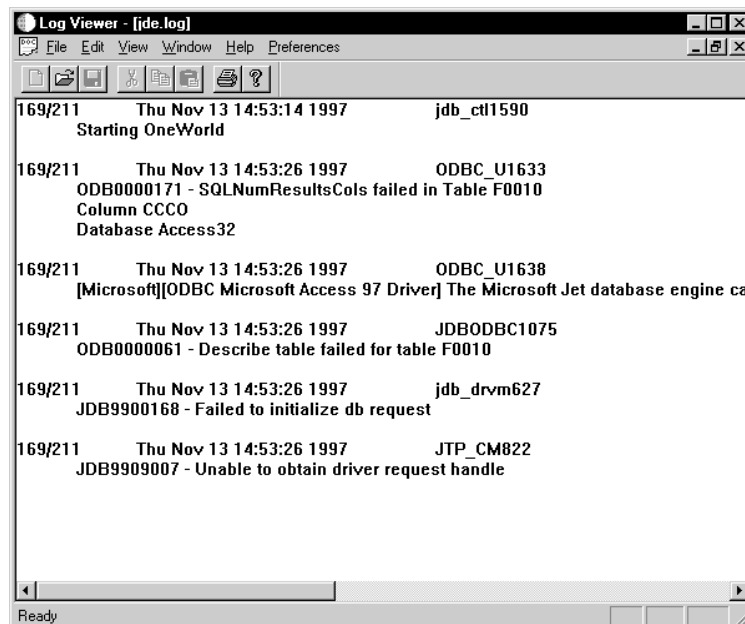 Log Viewer - [jde.log]
File Edit View Window Help Preferences
169/211 Thu Nov 13 14:53:14 1997 jdb_ctl1590
Starting OneWorld
169/211 Thu Nov 13 14:53:26 1997 ODBC_U1633
ODB0000171 - SQLNumResultsCols failed in Table F0010
Column CCCO
Database Access32
169/211 Thu Nov 13 14:53:26 1997 ODBC_U1638
[Microsoft][ODBC Microsoft Access 97 Driver] The Microsoft Jet database engine ca
169/211 Thu Nov 13 14:53:26 1997 JDBODBC1075
ODB0000061 - Describe table failed for table F0010
169/211 Thu Nov 13 14:53:26 1997 jdb_drvm627
JDB9900168 - Failed to initialize db request
169/211 Thu Nov 13 14:53:26 1997 JTP_CM822
JDB9909007 - Unable to obtain driver request handle
Ready